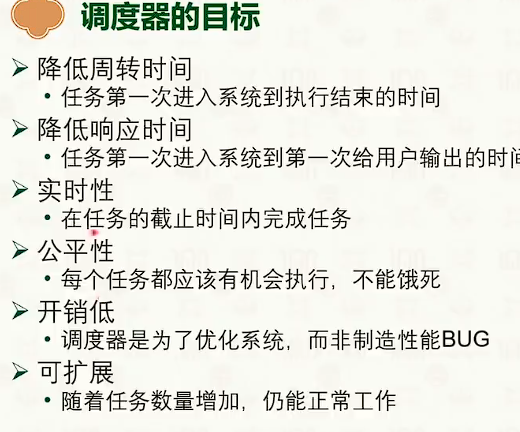 调度器的目标
➢ 降低周转时间
• 任务第一次进入系统到执行结束的时间
➢ 降低响应时间
• 任务第一次进入系统到第一次给用户输出的时间
➢ 实时性
• 在任务的截止时间内完成任务
➢ 公平性
• 每个任务都应该有机会执行，不能饿死
➢ 开销低
• 调度器是为了优化系统，而非制造性能BUG
➢ 可扩展
• 随着任务数量增加，仍能正常工作